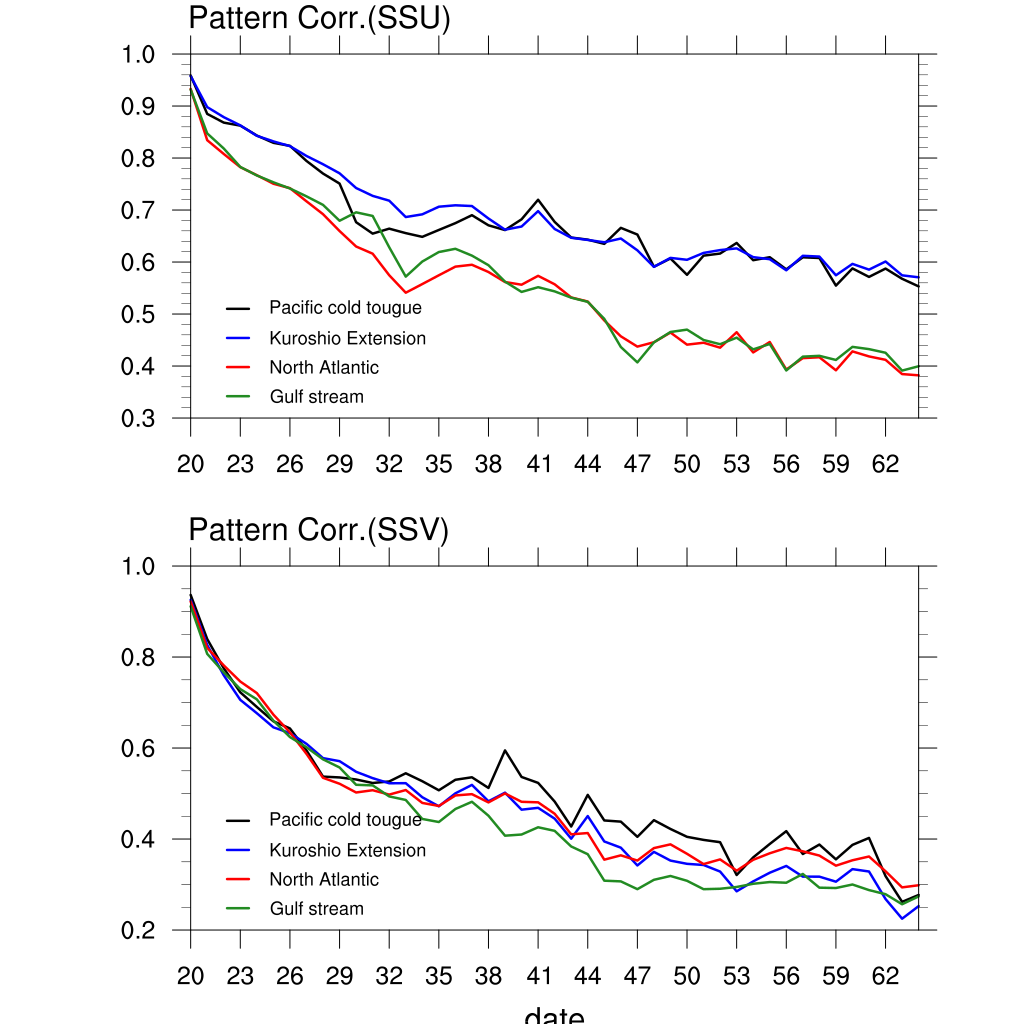 Pattern Corr.(SSU)
1.0
0.9
0.8
0.7
0.6
0.5
0.4
0.3
Pacific cold tougue
Kuroshio Extension
North Atlantic
Gulf stream
20 23 26 29 32 35 38 41 44 47 50 53 56 59 62
Pattern Corr.(SSV)
1.0
0.8
0.6
0.4
0.2
Pacific cold tougue
Kuroshio Extension
North Atlantic
Gulf stream
20 23 26 29 32 35 38 41 44 47 50 53 56 59 62
date